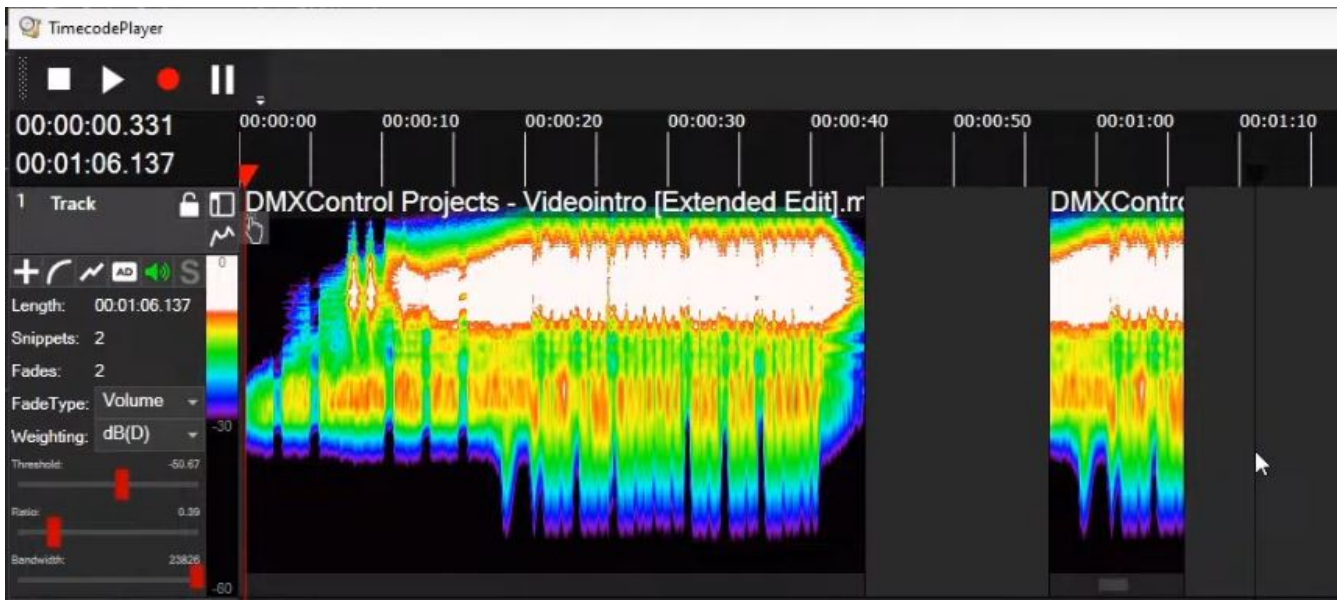 TimecodePlayer
00:00:00.331
00:01:06.137
00:00:00 00:00:10 00:00:20 00:00:30 00:00:40 00:00:50 00:01:00 00:01:10
1 Track
DMXControl Projects - Videointro [Extended Edit].m
DMXContro
AD S
0
Length: 00:01:06.137
Snippets: 2
Fades: 2
FadeType: Volume
Weighting: dB(D)
-30
Threshold: -50.67
Ratio: 0.39
Bandwidth: 23826
-60